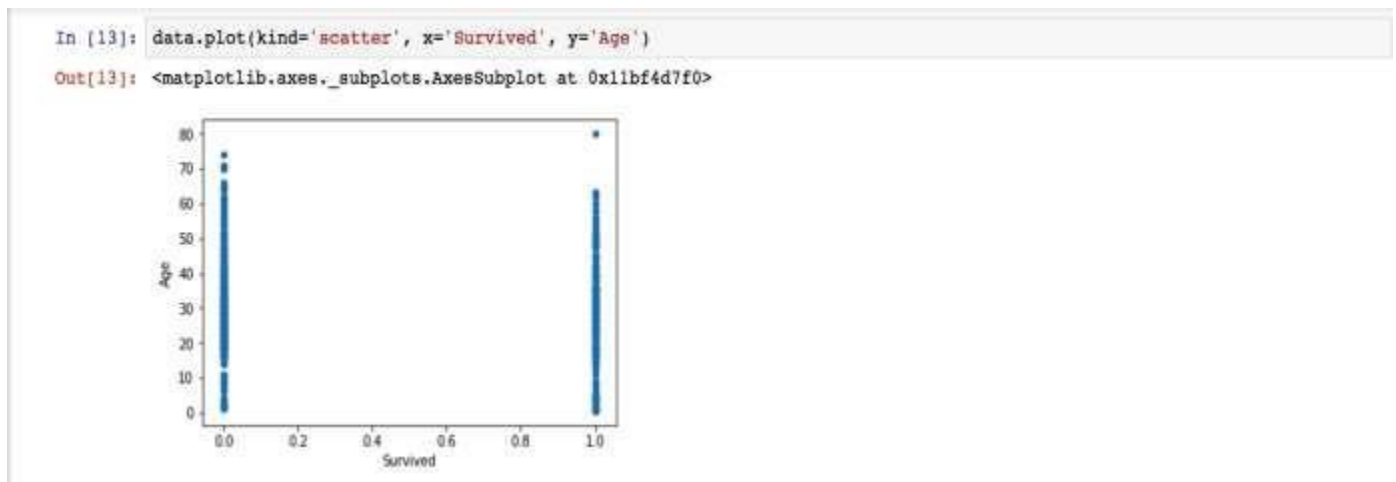 In [13]: data.plot(kind='scatter', x='Survived', y='Age')
Out[13]: <matplotlib.axes._subplots.AxesSubplot at 0x11bf4d7f0>
80
70
60
50
40
30
20
10
0
Age
0.0 0.2 0.4 0.6 0.8 1.0
Survived